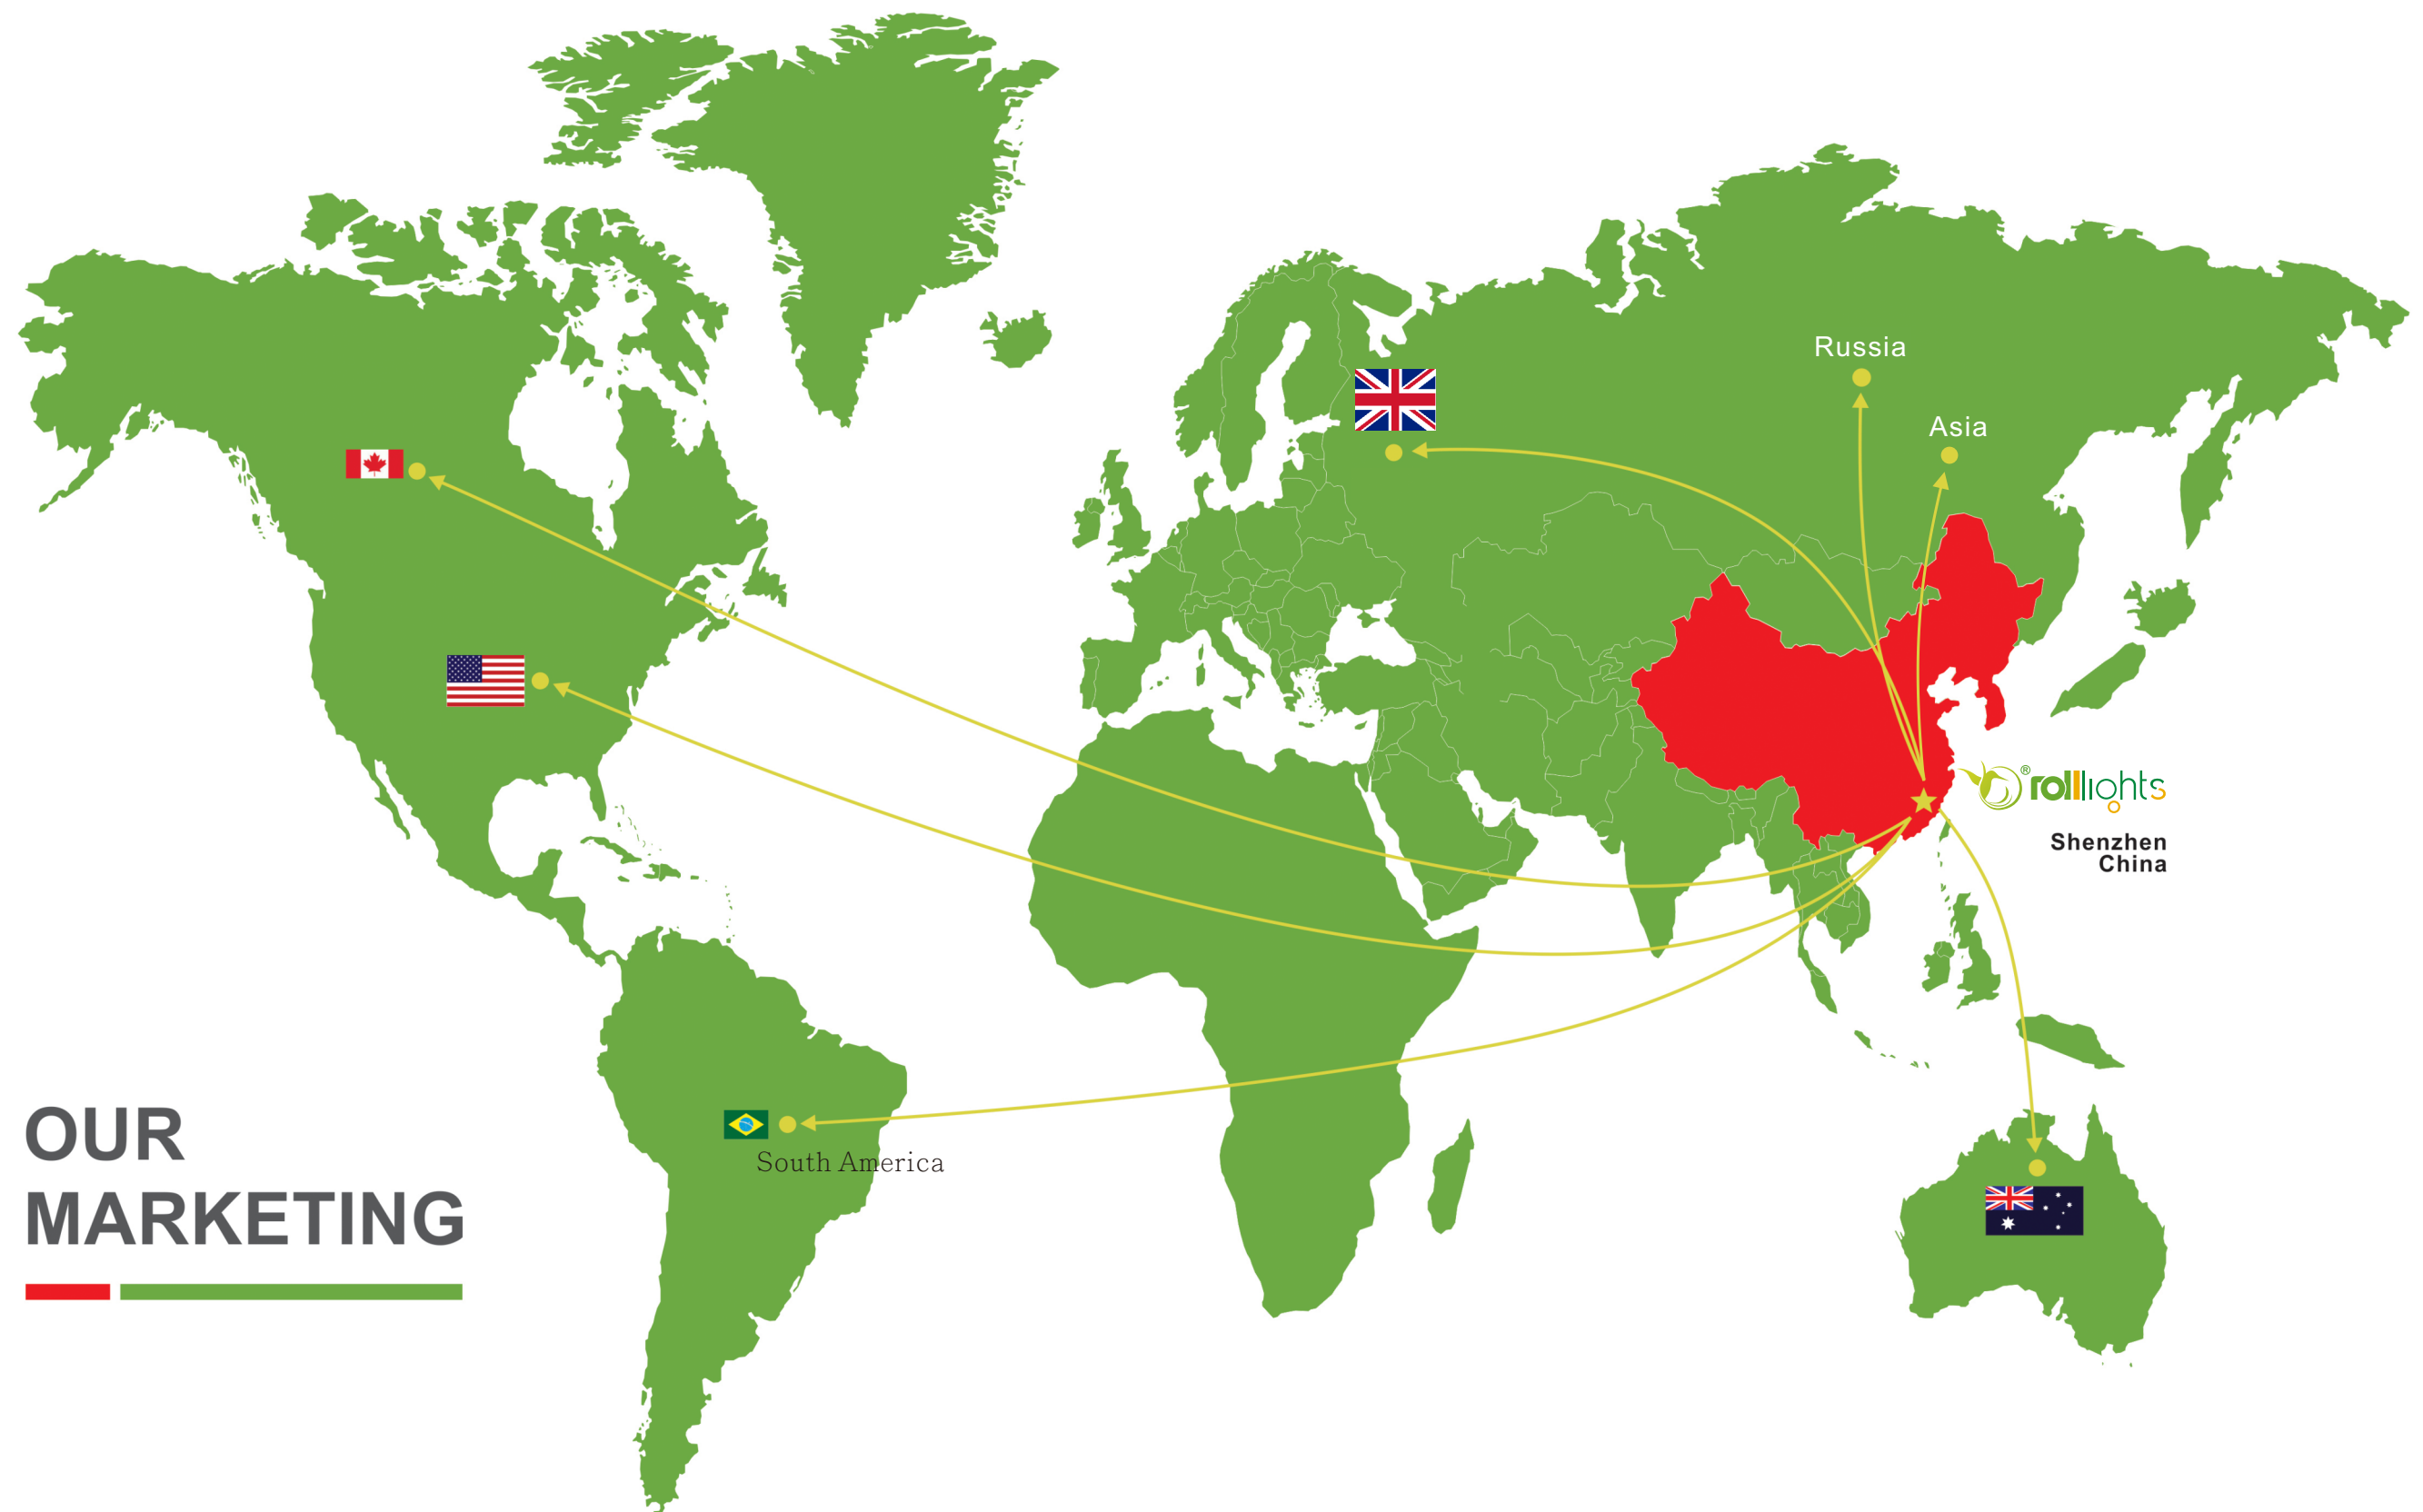 Russia
Asia
® rolllights
Shenzhen
China
South America
OUR
MARKETING